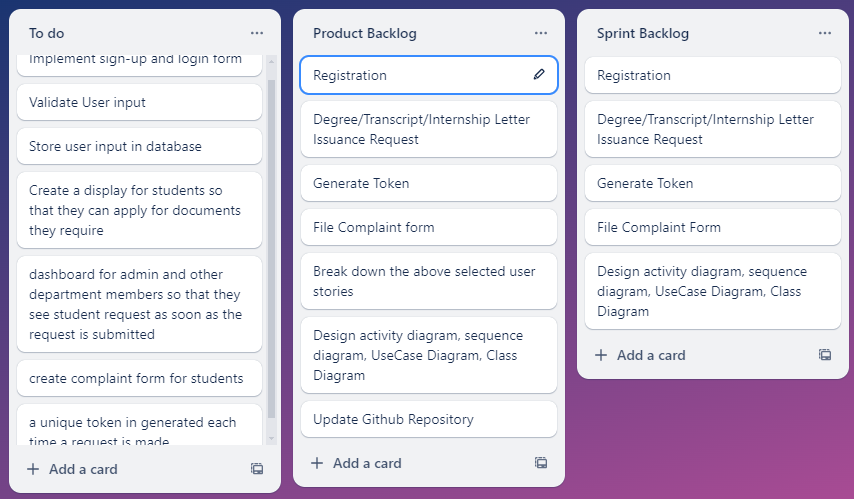 To do
Implement sign-up and login form
Validate User input
Store user input in database
Create a display for students so
that they can apply for documents
they require
dashboard for admin and other
department members so that they
see student request as soon as the
request is submitted
create complaint form for students
a unique token in generated each
time a request is made
Add a card
Product Backlog
Registration
Degree/Transcript/Internship Letter
Issuance Request
Generate Token
File Complaint form
Break down the above selected user
stories
Design activity diagram, sequence
diagram, UseCase Diagram, Class
Diagram
Update Github Repository
Add a card
Sprint Backlog
Registration
Degree/Transcript/Internship Letter
Issuance Request
Generate Token
File Complaint Form
Design activity diagram, sequence
diagram, UseCase Diagram, Class
Diagram
Add a card